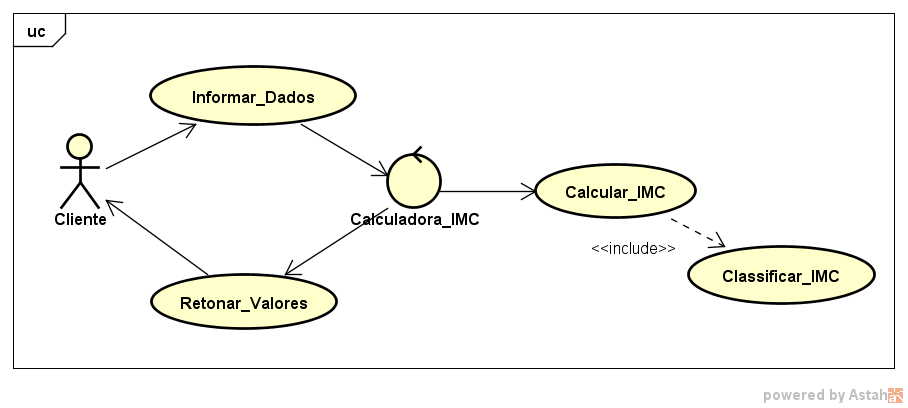 uc
Informar_Dados
Cliente
Calculadora_IMC
Calcular_IMC
<<include>>
Classificar_IMC
Retonar_Valores
powered by Astah